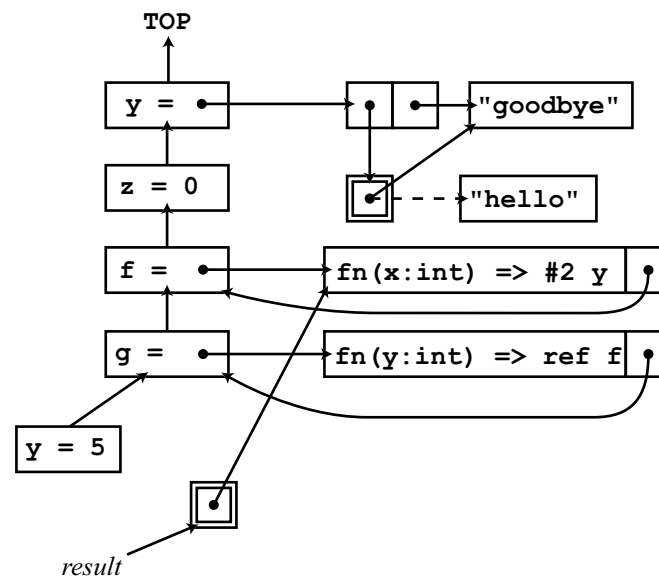 TOP
y =
"goodbye"
z = 0
"hello"
f =
fn(x:int) => #2 y
g =
fn(y:int) => ref f
y = 5
result